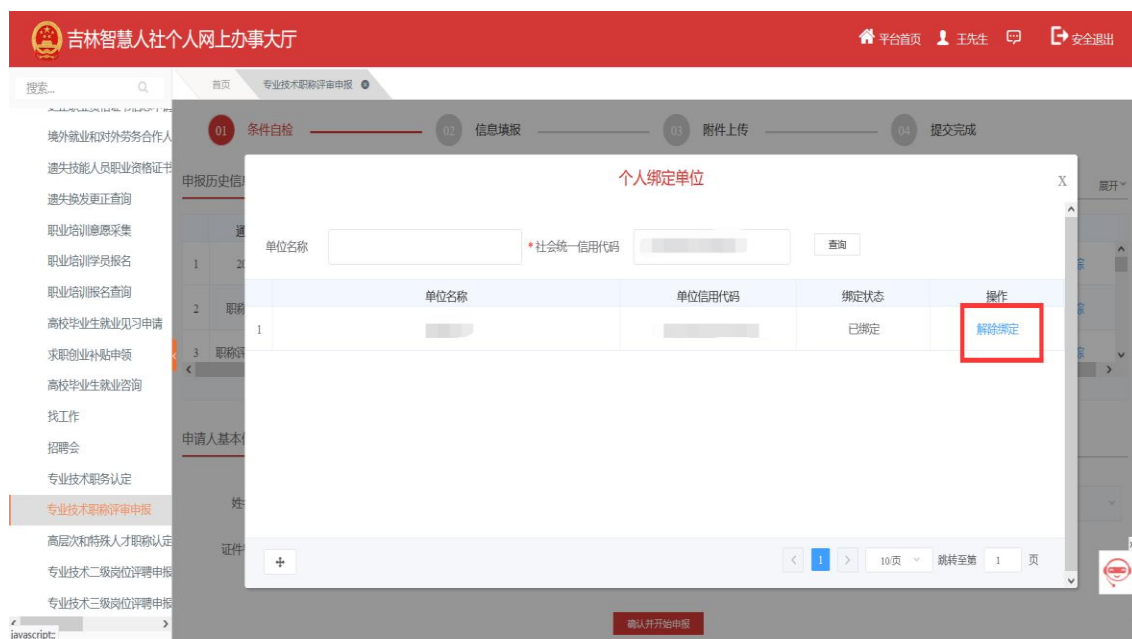 吉林智慧人社个人网上办事大厅
平台首页 王先生 安全退出
搜索...
首页 专业技术职称评审申报
境外就业和对外劳务合作人
遗失技能人员职业资格证书
遗失换发更正查询
职业培训意愿采集
职业培训学员报名
职业培训报名查询
高校毕业生就业见习申请
求职创业补贴申领
高校毕业生就业咨询
找工作
招聘会
专业技术职务认定
专业技术职称评审申报
高层次和特殊人才职称认定
专业技术二级岗位评聘申报
专业技术三级岗位评聘申报
javascript:;
01 条件自检 02 信息填报 03 附件上传 04 提交完成
申报历史信
展开
通
1 20
2 职称
3 职称评
申请人基本
姓
证件
个人绑定单位
X
单位名称 *社会统一信用代码 查询
单位名称 单位信用代码 绑定状态 操作
1 已绑定 解除绑定
< 1 > 10/页 跳转至第 1 页
确认并开始申报